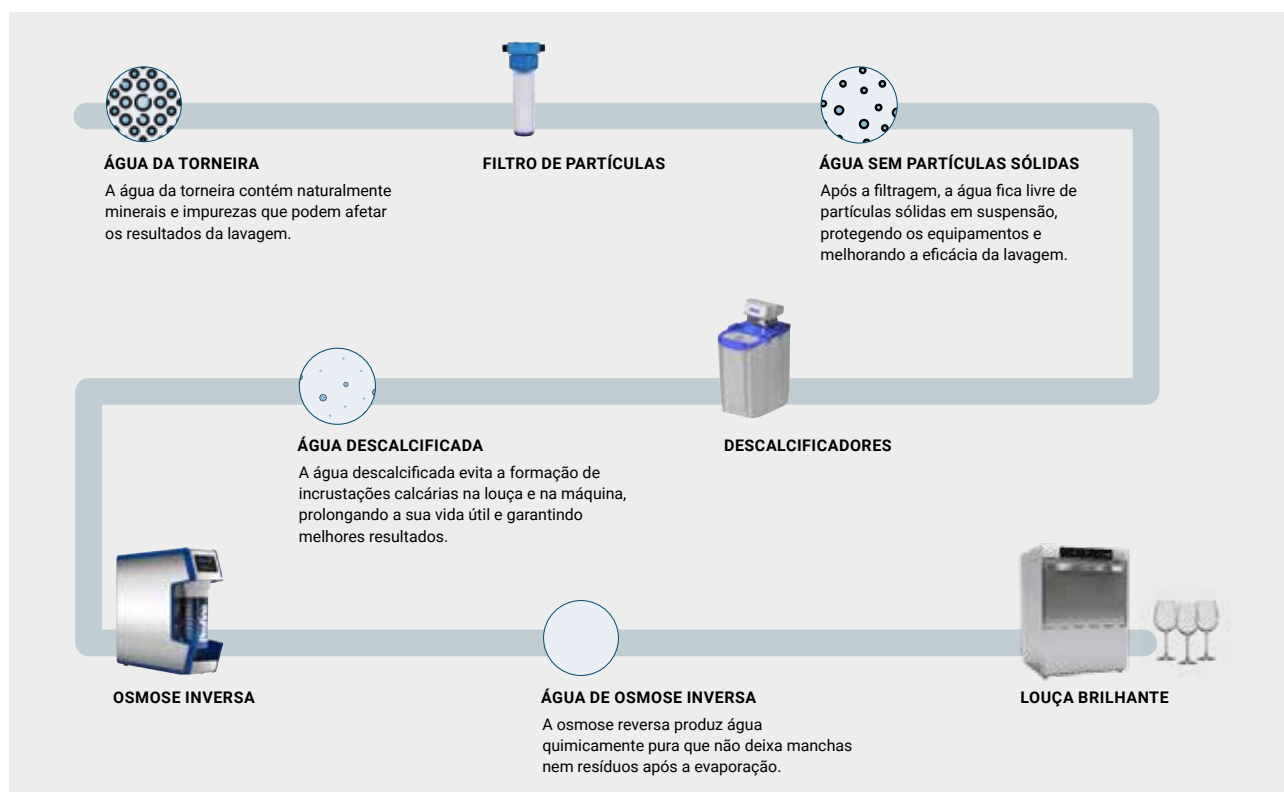 ÁGUA DA TORNEIRA
A água da torneira contém naturalmente
minerais e impurezas que podem afetar
os resultados da lavagem.
FILTRO DE PARTÍCULAS
ÁGUA SEM PARTÍCULAS SÓLIDAS
Após a filtragem, a água fica livre de
partículas sólidas em suspensão,
protegendo os equipamentos e
melhorando a eficácia da lavagem.
ÁGUA DESCALCIFICADA
A água descalcificada evita a formação de
incrustações calcárias na louça e na máquina,
prolongando a sua vida útil e garantindo
melhores resultados.
DESCALCIFICADORES
OSMOSE INVERSA
ÁGUA DE OSMOSE INVERSA
A osmose reversa produz água
quimicamente pura que não deixa manchas
nem resíduos após a evaporação.
LOUÇA BRILHANTE